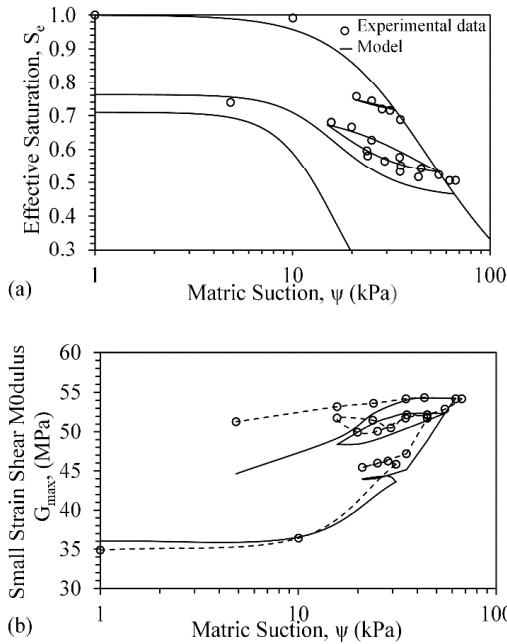 (a)
Effective Saturation, Se
1.0
0.9
0.8
0.7
0.6
0.5
0.4
0.3
Experimental data
Model
1
10
100
Matric Suction, ψ (kPa)
(b)
Small Strain Shear M0dulus
Gmax, (MPa)
60
55
50
45
40
35
30
1
10
100
Matric Suction, ψ (kPa)